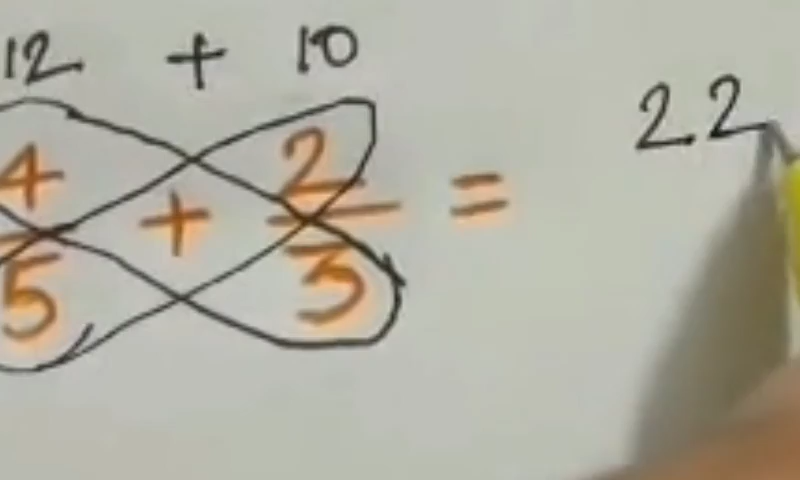 12 + 10
4/5 + 2/3 = 22